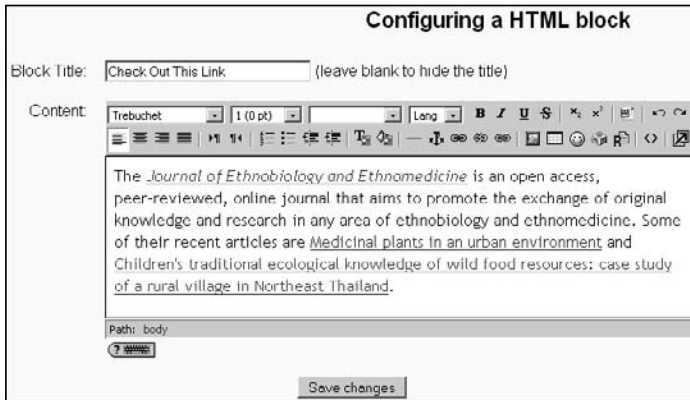 Configuring a HTML block
Block Title: Check Out This Link (leave blank to hide the title)
Content:
Trebuchet 1 (0 pt) Lang B I U S x₂ x²
The Journal of Ethnobiology and Ethnomedicine is an open access,
peer-reviewed, online journal that aims to promote the exchange of original
knowledge and research in any area of ethnobiology and ethnomedicine. Some
of their recent articles are Medicinal plants in an urban environment and
Children's traditional ecological knowledge of wild food resources: case study
of a rural village in Northeast Thailand.
Path: body
?
Save changes